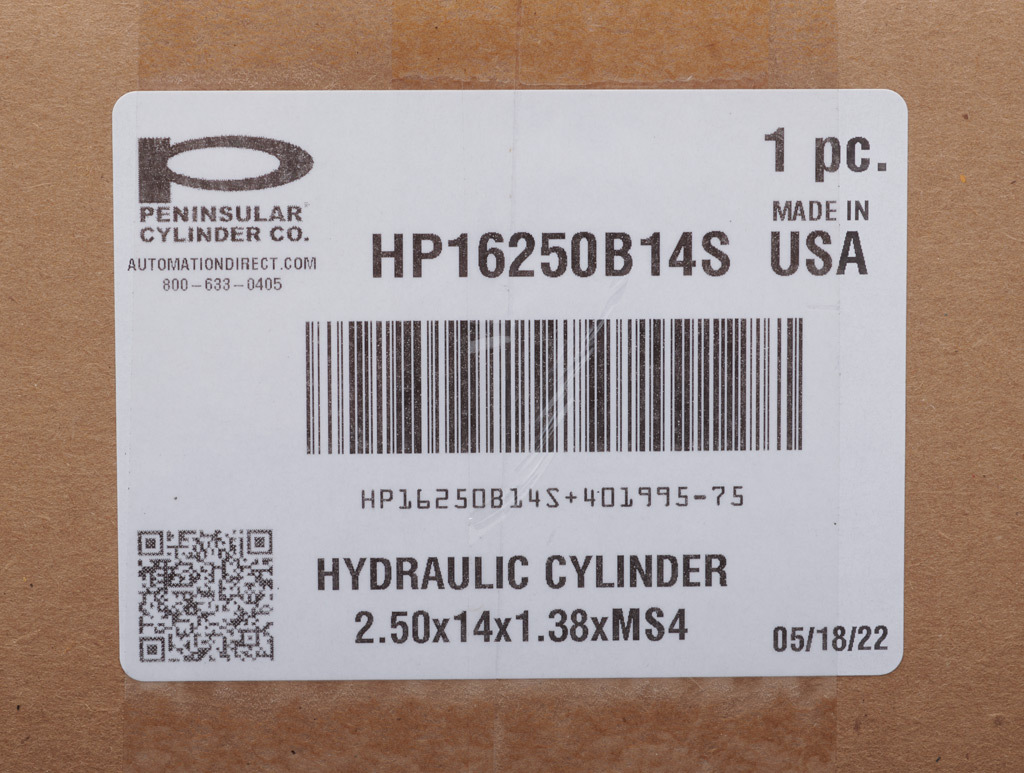 1 pc.
PENINSULAR
CYLINDER CO.
AUTOMATIONDIRECT.COM
800-633-0405
HP16250B14S
MADE IN
USA
HP16250B14S+401995-75
HYDRAULIC CYLINDER
2.50x14x1.38xMS4
05/18/22